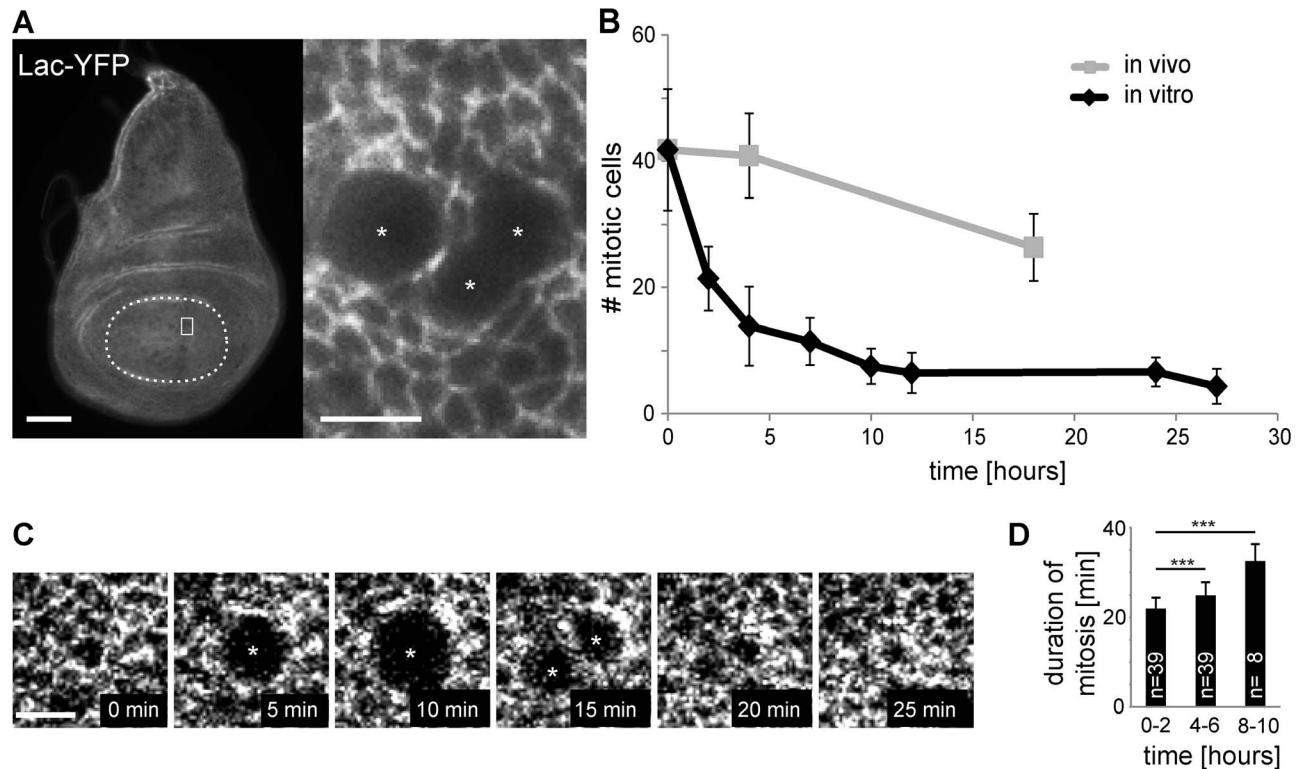 A
Lac-YFP
*
*
*
B
60
40
20
0
# mitotic cells
in vivo
in vitro
0
5
10
15
20
25
30
time [hours]
C
0 min
*
5 min
*
10 min
*
*
15 min
20 min
25 min
D
***
***
40
20
0
duration of
mitosis [min]
n=39
n=39
n= 8
0-2
4-6
8-10
time [hours]